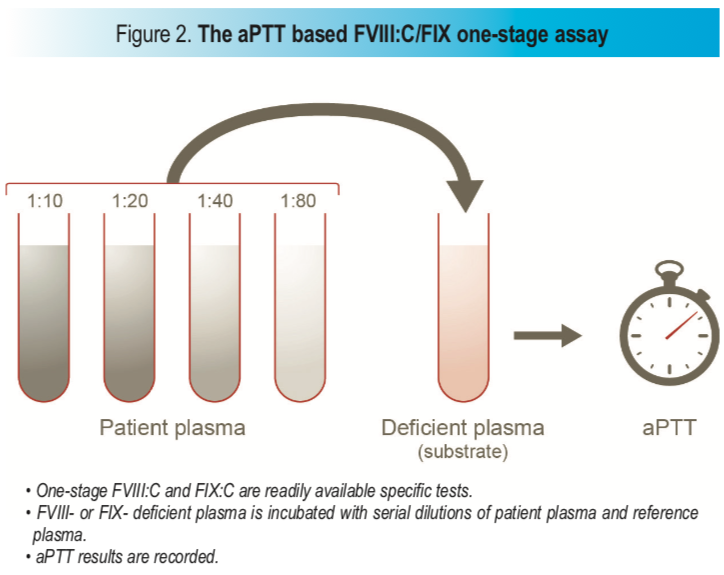 Figure 2. The aPTT based FVIII:C/FIX one-stage assay
1:10 1:20 1:40 1:80
Patient plasma
Deficient plasma
(substrate)
aPTT
• One-stage FVIII:C and FIX:C are readily available specific tests.
• FVIII- or FIX- deficient plasma is incubated with serial dilutions of patient plasma and reference
plasma.
• aPTT results are recorded.